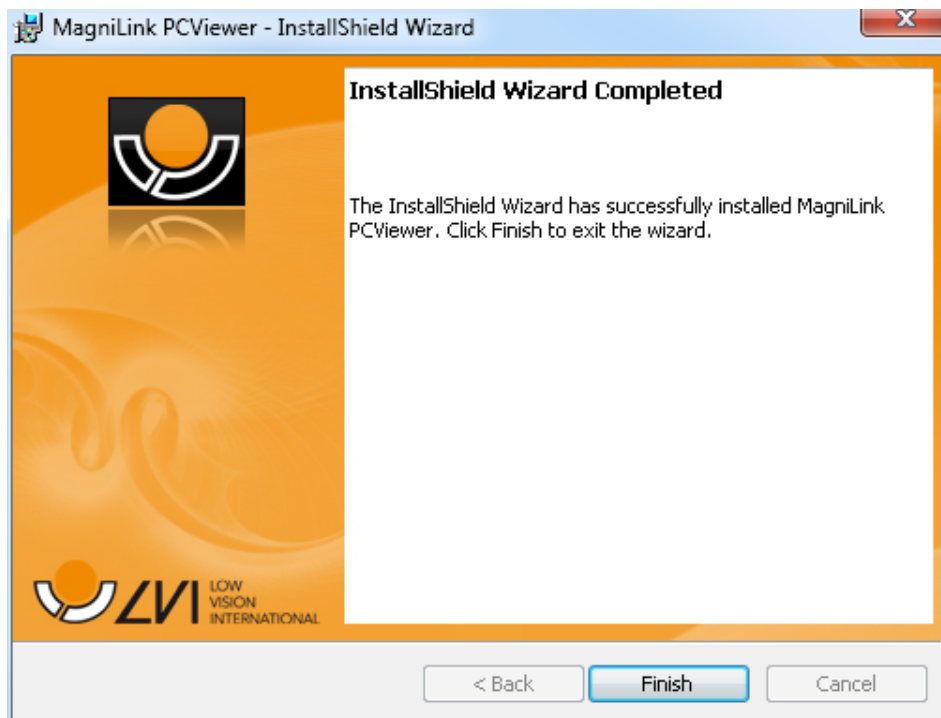 MagniLink PCViewer - InstallShield Wizard
InstallShield Wizard Completed
The InstallShield Wizard has successfully installed MagniLink
PCViewer. Click Finish to exit the wizard.
LVI
LOW
VISION
INTERNATIONAL
< Back
Finish
Cancel